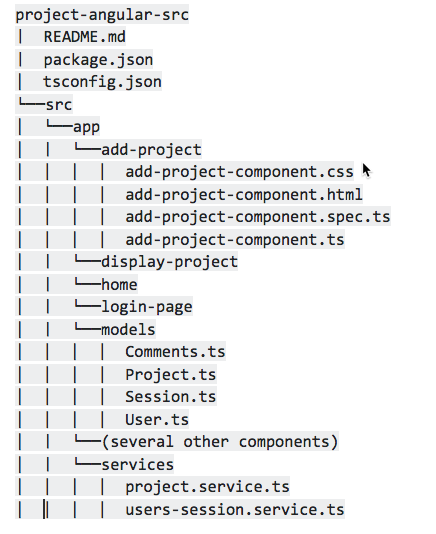 project-angular-src
│  README.md
│  package.json
│  tsconfig.json
└──src
│  └──app
│  │  └──add-project
│  │  │  │  add-project-component.css
│  │  │  │  add-project-component.html
│  │  │  │  add-project-component.spec.ts
│  │  │  │  add-project-component.ts
│  │  └──display-project
│  │  └──home
│  │  └──login-page
│  │  └──models
│  │  │  │  Comments.ts
│  │  │  │  Project.ts
│  │  │  │  Session.ts
│  │  │  │  User.ts
│  │  └──(several other components)
│  │  └──services
│  │  │  │  project.service.ts
│  │  │  │  users-session.service.ts